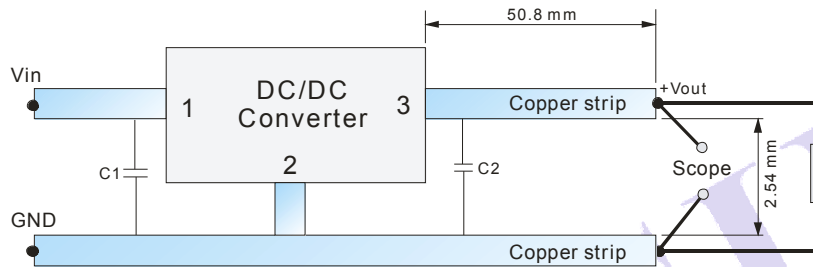 50.8 mm
Vin
DC/DC
Converter
1
3
2
Copper strip
+Vout
C1
C2
Scope
2.54 mm
GND
Copper strip